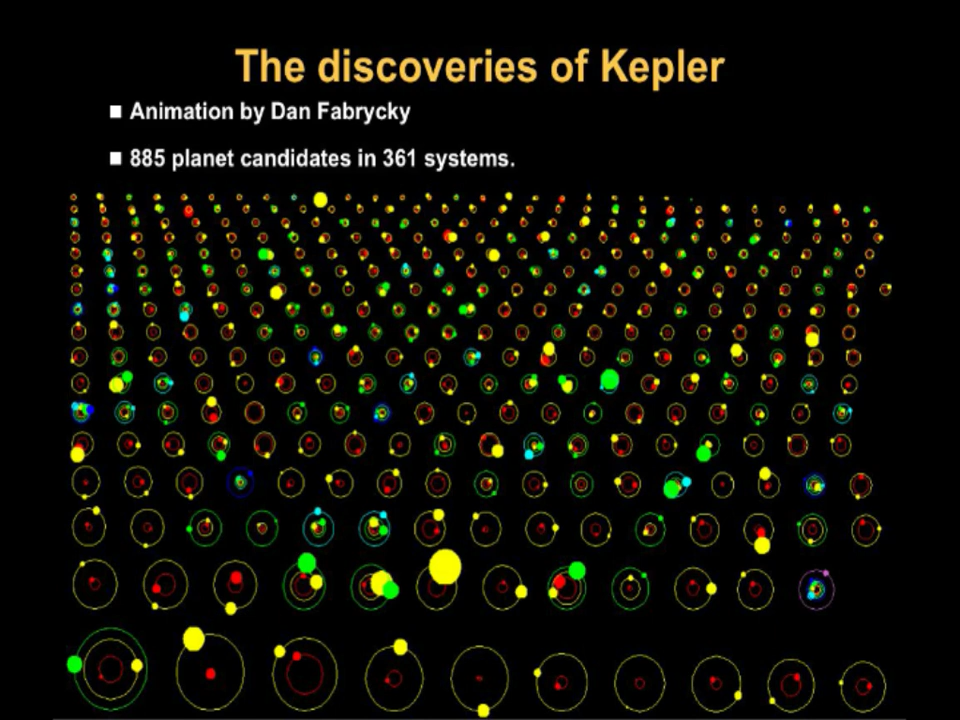 The discoveries of Kepler
■ Animation by Dan Fabrycky
■ 885 planet candidates in 361 systems.